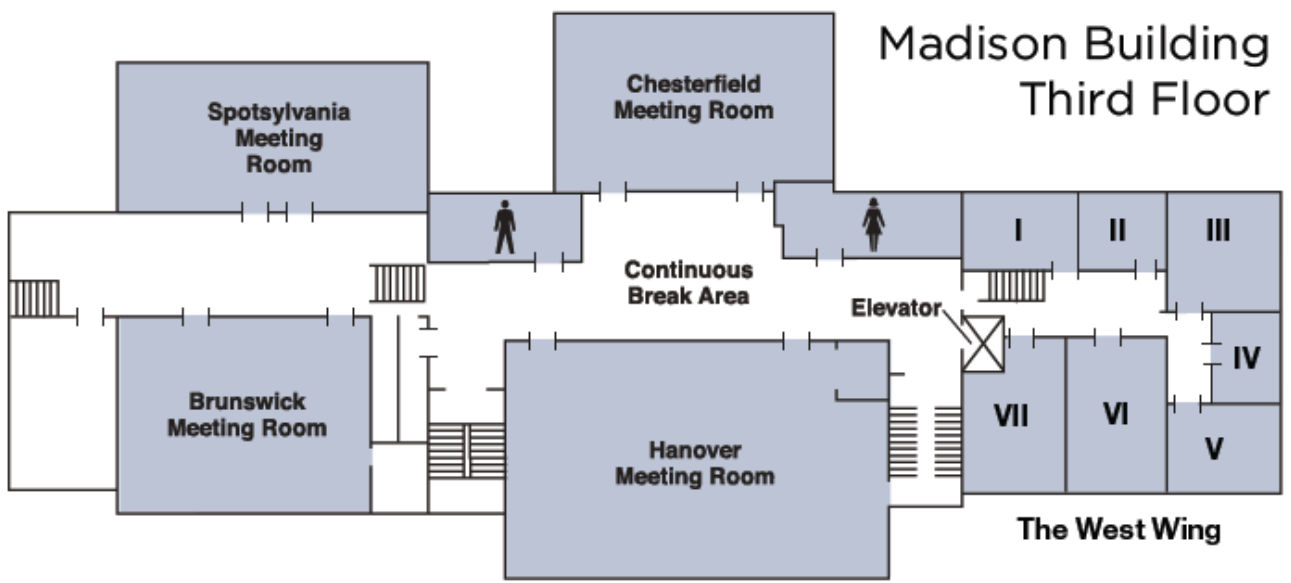 Madison Building
Third Floor
Spotsylvania
Meeting
Room
Chesterfield
Meeting Room
I
II
III
Continuous
Break Area
Elevator
IV
Brunswick
Meeting Room
Hanover
Meeting Room
VII
VI
V
The West Wing